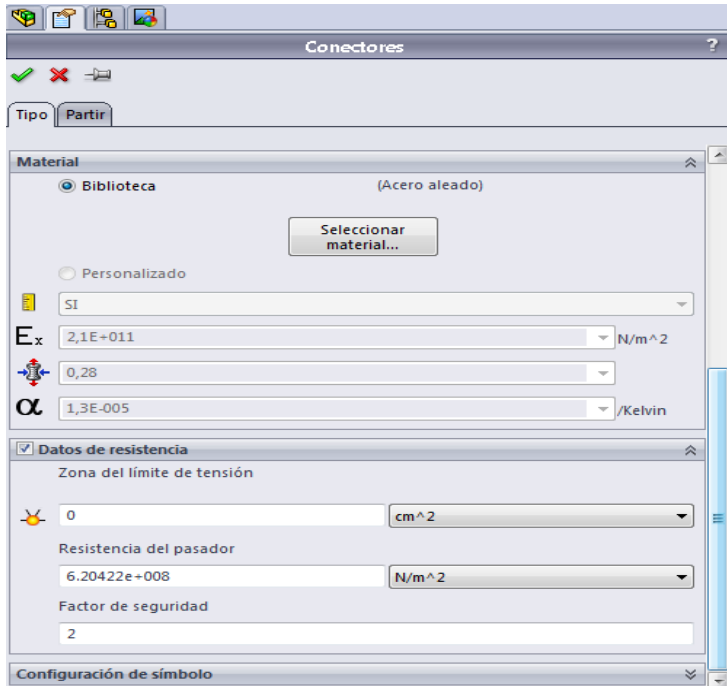 Conectores ?
Tipo Partir
Material
Biblioteca (Acero aleado)
Seleccionar
material...
Personalizado
SI
Ex 2,1E+011 N/m^2
0,28
α 1,3E-005 /Kelvin
Datos de resistencia
Zona del límite de tensión
0 cm^2
Resistencia del pasador
6.20422e+008 N/m^2
Factor de seguridad
2
Configuración de símbolo